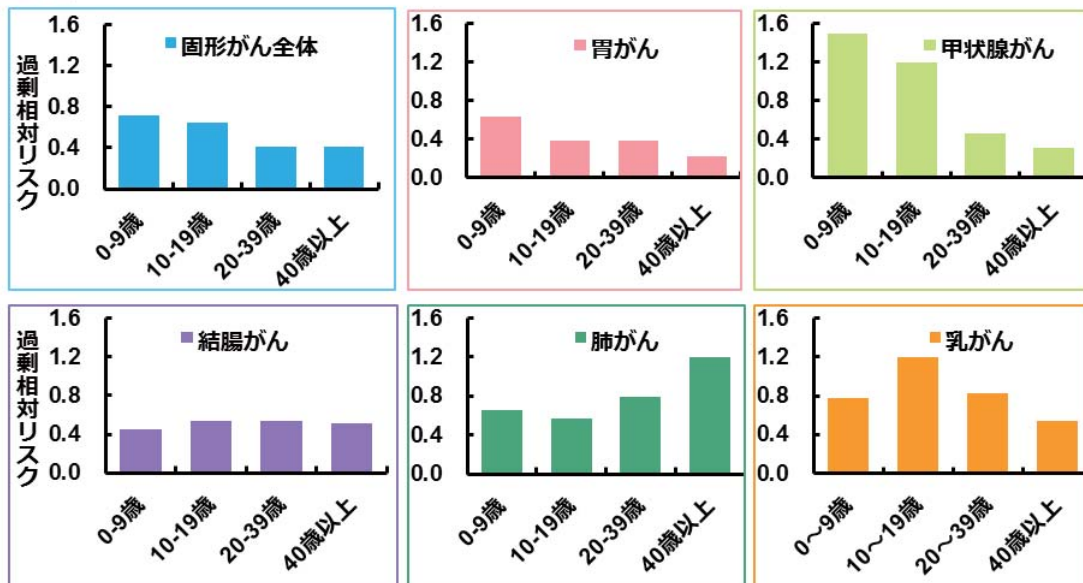 過剰相対リスク
1.6
1.2
0.8
0.4
0.0
固形がん全体
0-9歳
10-19歳
20-39歳
40歳以上
1.6
1.2
0.8
0.4
0.0
胃がん
0-9歳
10-19歳
20-39歳
40歳以上
1.6
1.2
0.8
0.4
0.0
甲状腺がん
0-9歳
10-19歳
20-39歳
40歳以上
過剰相対リスク
1.6
1.2
0.8
0.4
0.0
結腸がん
0-9歳
10-19歳
20-39歳
40歳以上
1.6
1.2
0.8
0.4
0.0
肺がん
0-9歳
10-19歳
20-39歳
40歳以上
1.6
1.2
0.8
0.4
0.0
乳がん
0～9歳
10～19歳
20～39歳
40歳以上